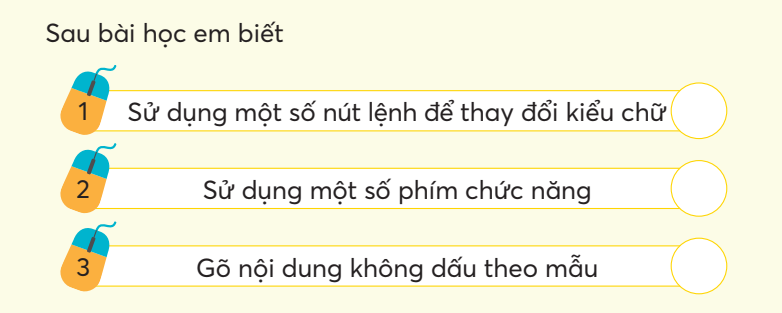 Sau bài học em biết
1 Sử dụng một số nút lệnh để thay đổi kiểu chữ
2 Sử dụng một số phím chức năng
3 Gõ nội dung không dấu theo mẫu